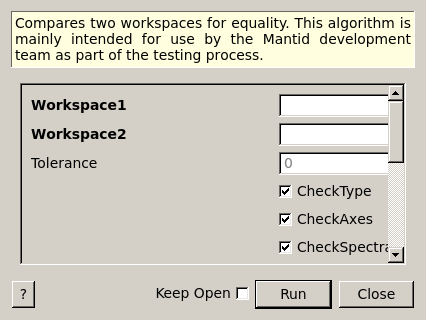 Compares two workspaces for equality. This algorithm is
mainly intended for use by the Mantid development
team as part of the testing process.
Workspace1
Workspace2
Tolerance 0
CheckType
CheckAxes
CheckSpectra
? Keep Open Run Close